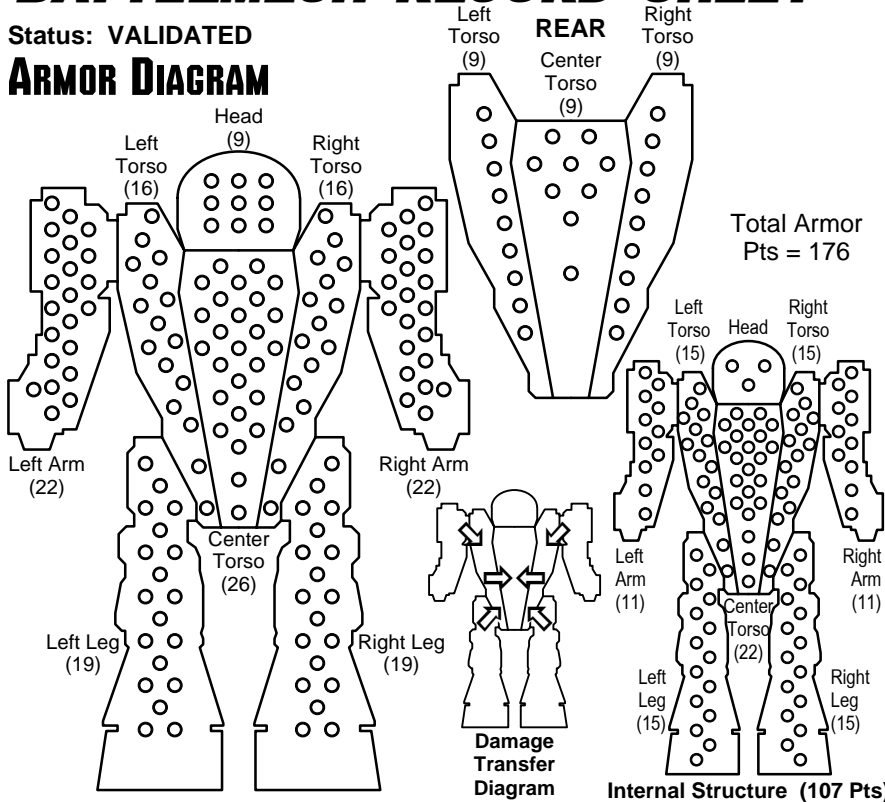 BATTLEMECH RECORD SHEET
Status: VALIDATED
ARMOR DIAGRAM
Head
(9)
Left
Torso
(16)
Right
Torso
(16)
Left Arm
(22)
Right Arm
(22)
Center
Torso
(26)
Left Leg
(19)
Right Leg
(19)
REAR
Left
Torso
(9)
Center
Torso
(9)
Right
Torso
(9)
Total Armor
Pts = 176
Left
Torso
(15)
Head
Right
Torso
(15)
Left
Arm
(11)
Right
Arm
(11)
Center
Torso
(22)
Left
Leg
(15)
Right
Leg
(15)
Damage
Transfer
Diagram
Internal Structure (107 Pts)